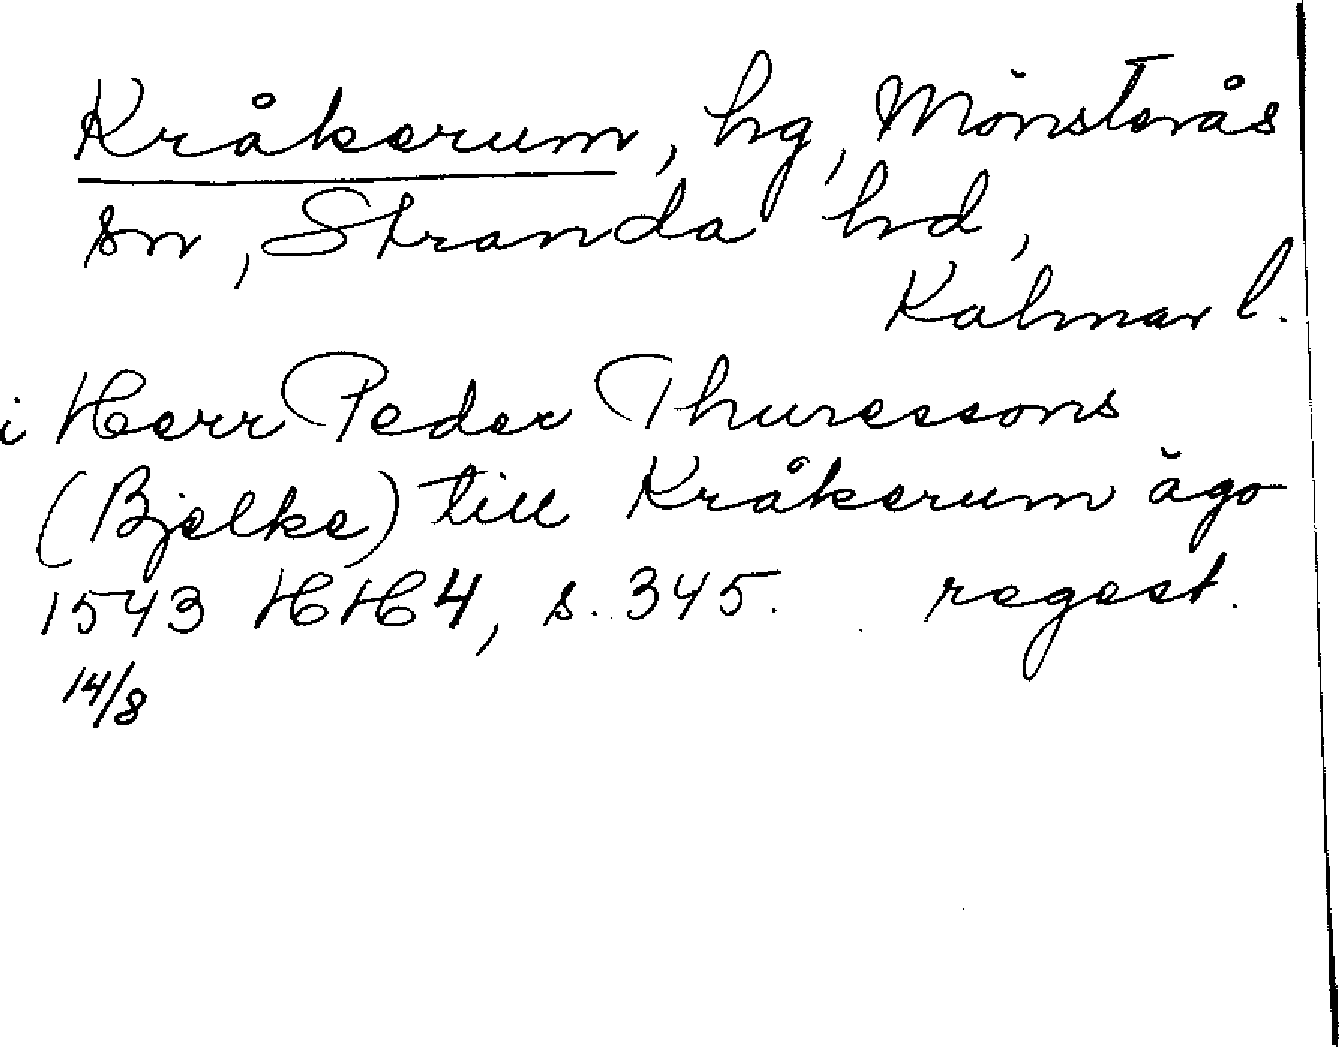 Kråkerum, hg, Mönsterås
sn, Stranda hd,
Kalmar l.
i Herr Peder Thuressons
(Bjelke) till Kråkerum ägo
1543 HH4, s. 345. regest.
14/8